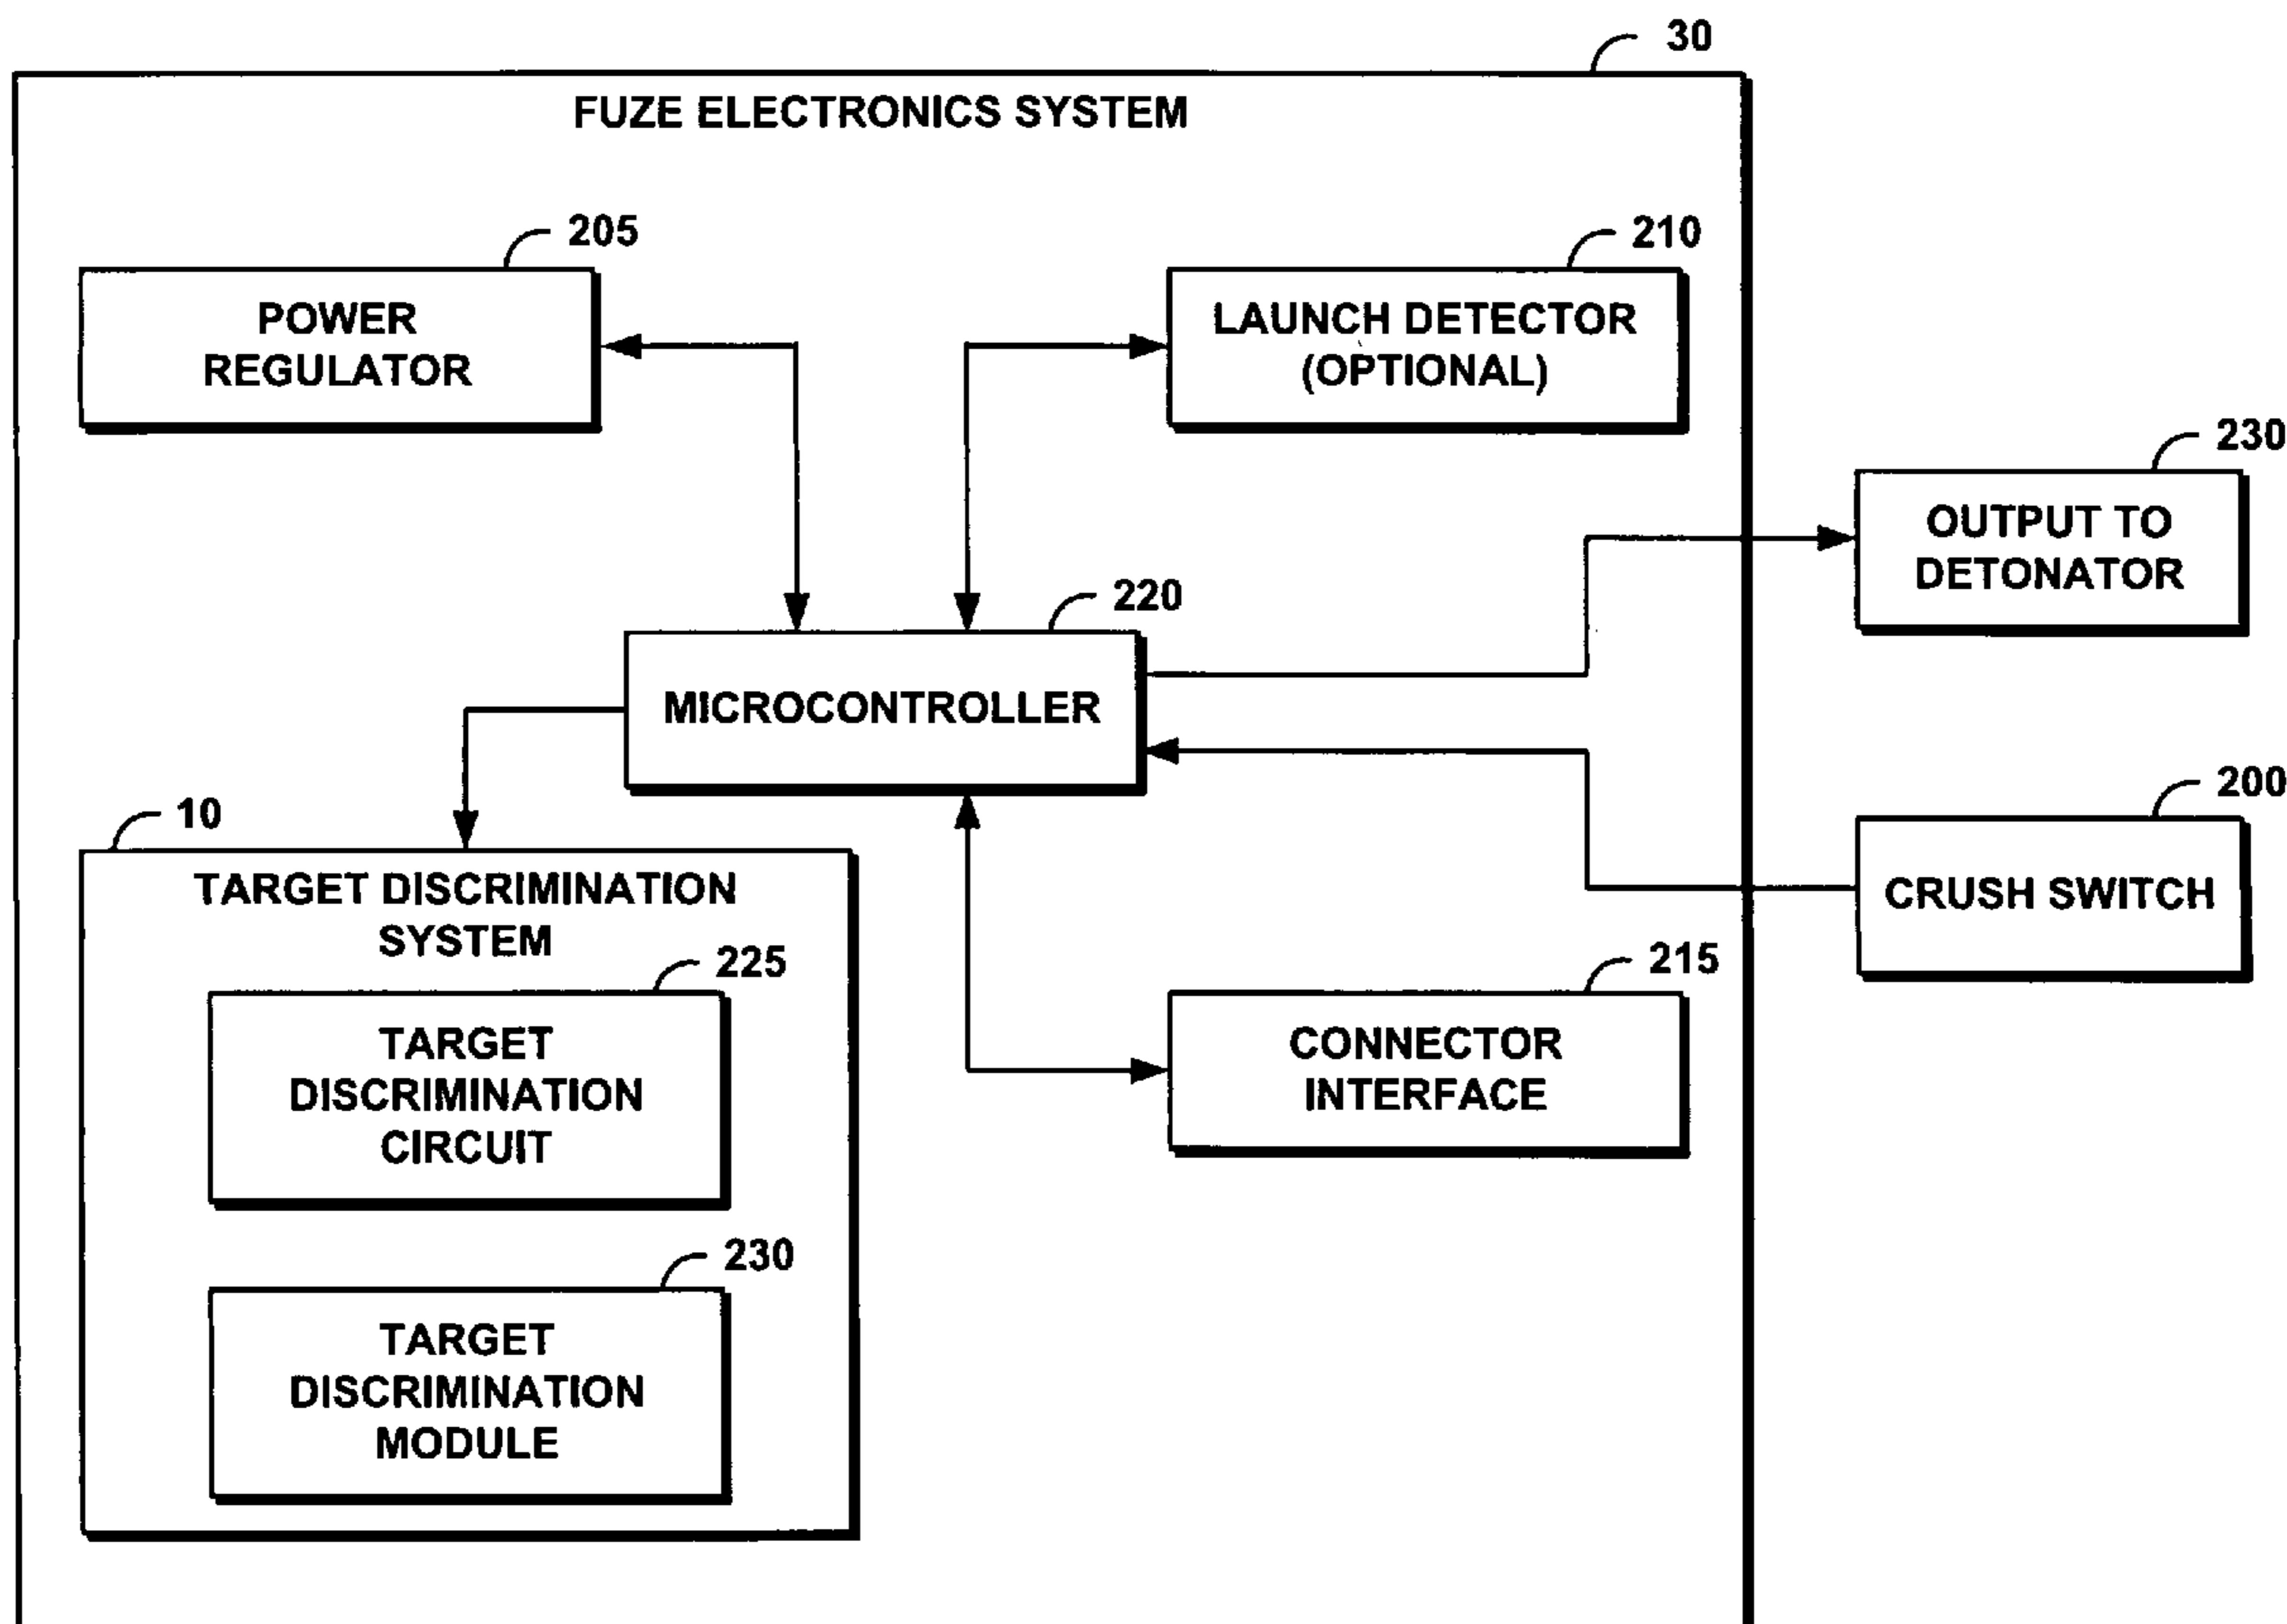 30
FUZE ELECTRONICS SYSTEM
205
POWER
REGULATOR
210
LAUNCH DETECTOR
(OPTIONAL)
230
OUTPUT TO
DETONATOR
220
MICROCONTROLLER
200
CRUSH SWITCH
10
TARGET DISCRIMINATION
SYSTEM
225
TARGET
DISCRIMINATION
CIRCUIT
215
CONNECTOR
INTERFACE
230
TARGET
DISCRIMINATION
MODULE